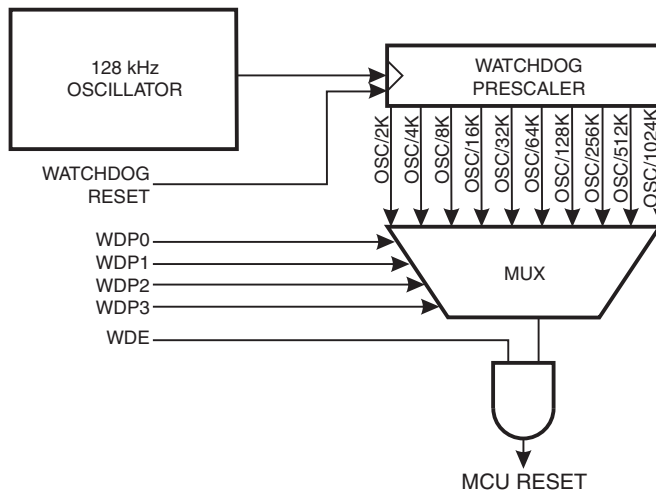 128 kHz
OSCILLATOR
WATCHDOG
PRESCALER
OSC/2K
OSC/4K
OSC/8K
OSC/16K
OSC/32K
OSC/64K
OSC/128K
OSC/256K
OSC/512K
OSC/1024K
WATCHDOG
RESET
WDP0
WDP1
WDP2
WDP3
MUX
WDE
MCU RESET